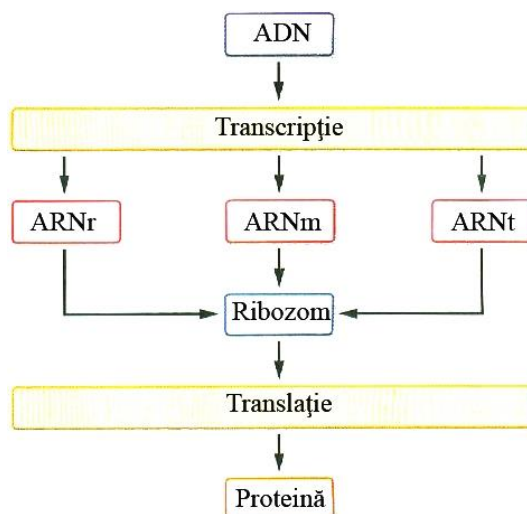 ADN
Transcripţie
ARNr ARNm ARNt
Ribozom
Translaţie
Proteină